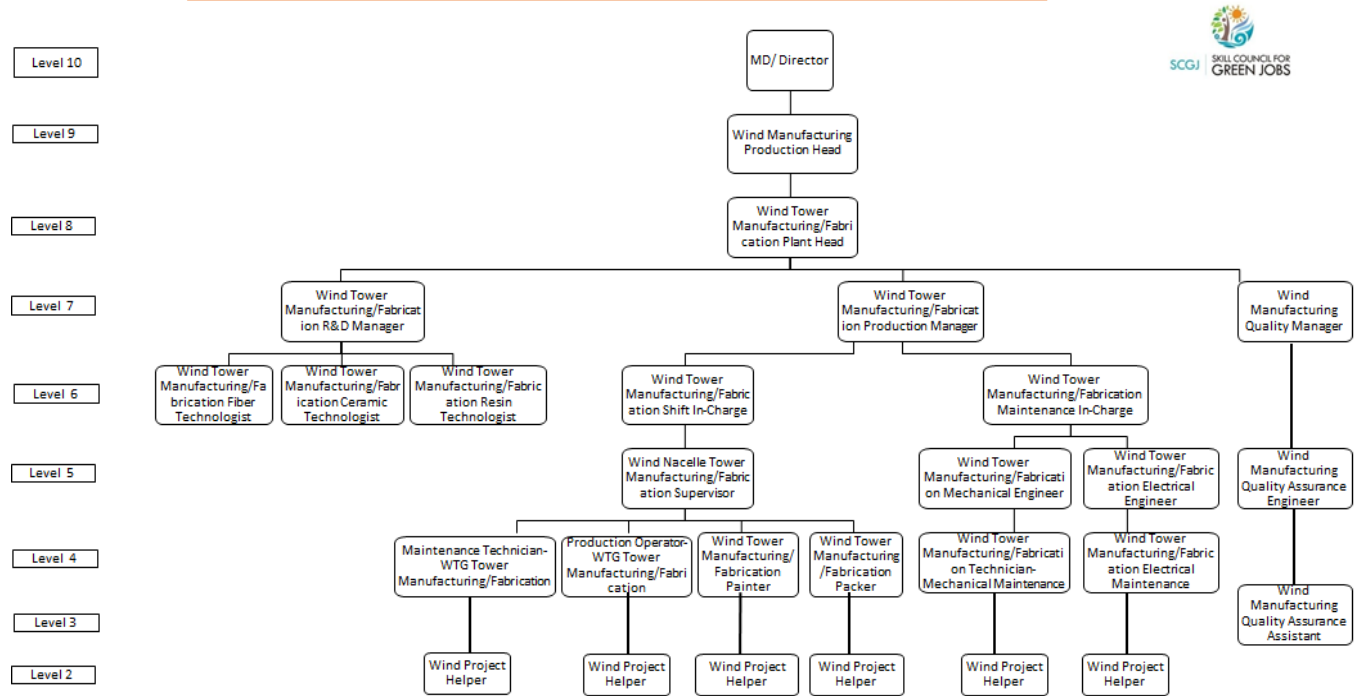 SCGJ
SKILL COUNCIL FOR
GREEN JOBS
Level 10
MD/ Director
Level 9
Wind Manufacturing
Production Head
Level 8
Wind Tower
Manufacturing/Fabri
cation Plant Head
Level 7
Wind Tower
Manufacturing/Fabricat
ion R&D Manager
Wind Tower
Manufacturing/Fabricat
ion Production Manager
Wind
Manufacturing
Quality Manager
Level 6
Wind Tower
Manufacturing/Fa
brication Fiber
Technologist
Wind Tower
Manufacturing/Fabr
ication Ceramic
Technologist
Wind Tower
Manufacturing/Fabric
ation Resin
Technologist
Wind Tower
Manufacturing/Fabric
ation Shift In-Charge
Wind Tower
Manufacturing/Fabrication
Maintenance In-Charge
Level 5
Wind Nacelle Tower
Manufacturing/Fabric
ation Supervisor
Wind Tower
Manufacturing/Fabricati
on Mechanical Engineer
Wind Tower
Manufacturing/Fabric
ation Electrical
Engineer
Wind
Manufacturing
Quality Assurance
Engineer
Level 4
Maintenance Technician-
WTG Tower
Manufacturing/Fabrication
Production Operator-
WTG Tower
Manufacturing/Fabri
cation
Wind Tower
Manufacturing/
Fabrication
Painter
Wind Tower
Manufacturing
/Fabrication
Packer
Wind Tower
Manufacturing/Fabricati
on Technician-
Mechanical Maintenance
Wind Tower
Manufacturing/Fabric
ation Electrical
Maintenance
Level 3
Wind
Manufacturing
Quality Assurance
Assistant
Level 2
Wind Project
Helper
Wind Project
Helper
Wind Project
Helper
Wind Project
Helper
Wind Project
Helper
Wind Project
Helper